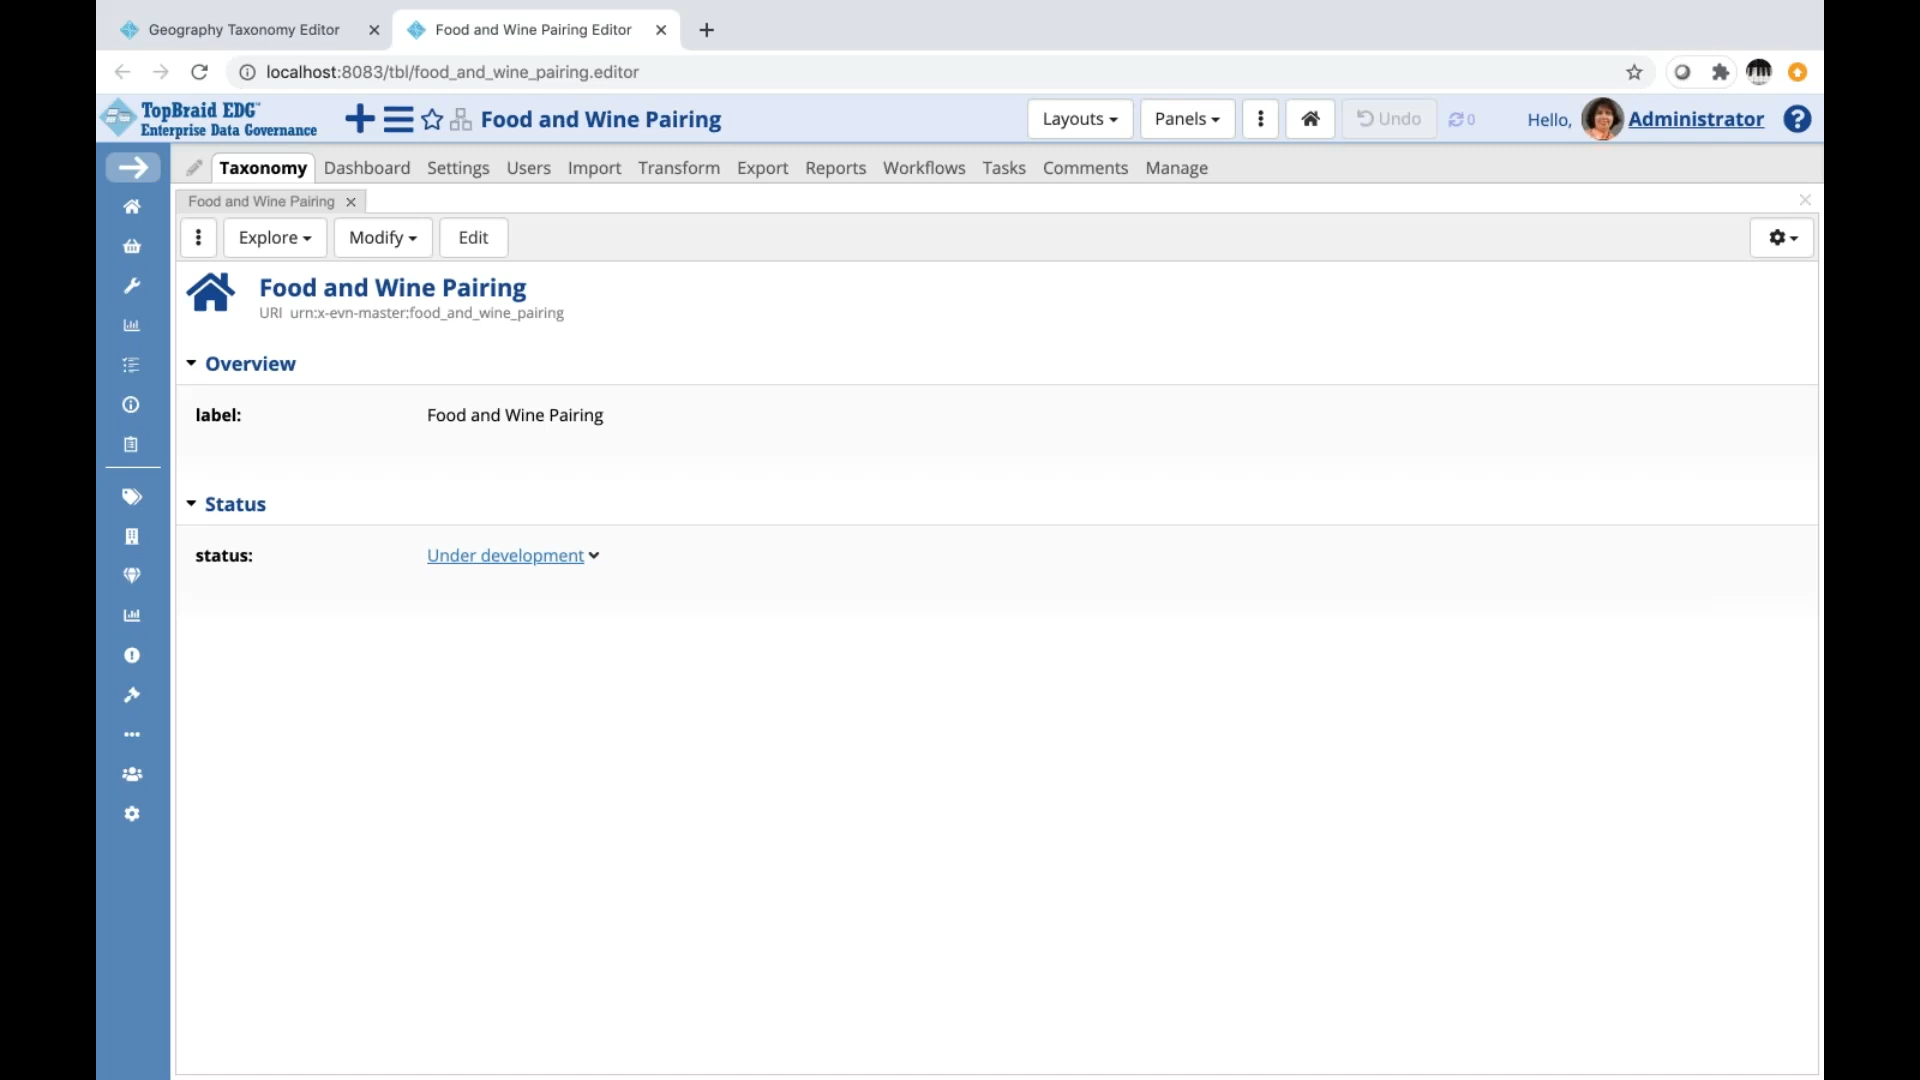 Geography Taxonomy Editor
Food and Wine Pairing Editor
localhost:8083/tbl/food_and_wine_pairing.editor
TopBraid EDG™
Enterprise Data Governance
Food and Wine Pairing
Layouts
Panels
Undo
0
Hello,
Administrator
Taxonomy Dashboard Settings Users Import Transform Export Reports Workflows Tasks Comments Manage
Food and Wine Pairing
Explore Modify Edit
Food and Wine Pairing
URI urn:x-evn-master:food_and_wine_pairing
Overview
label: Food and Wine Pairing
Status
status: Under development